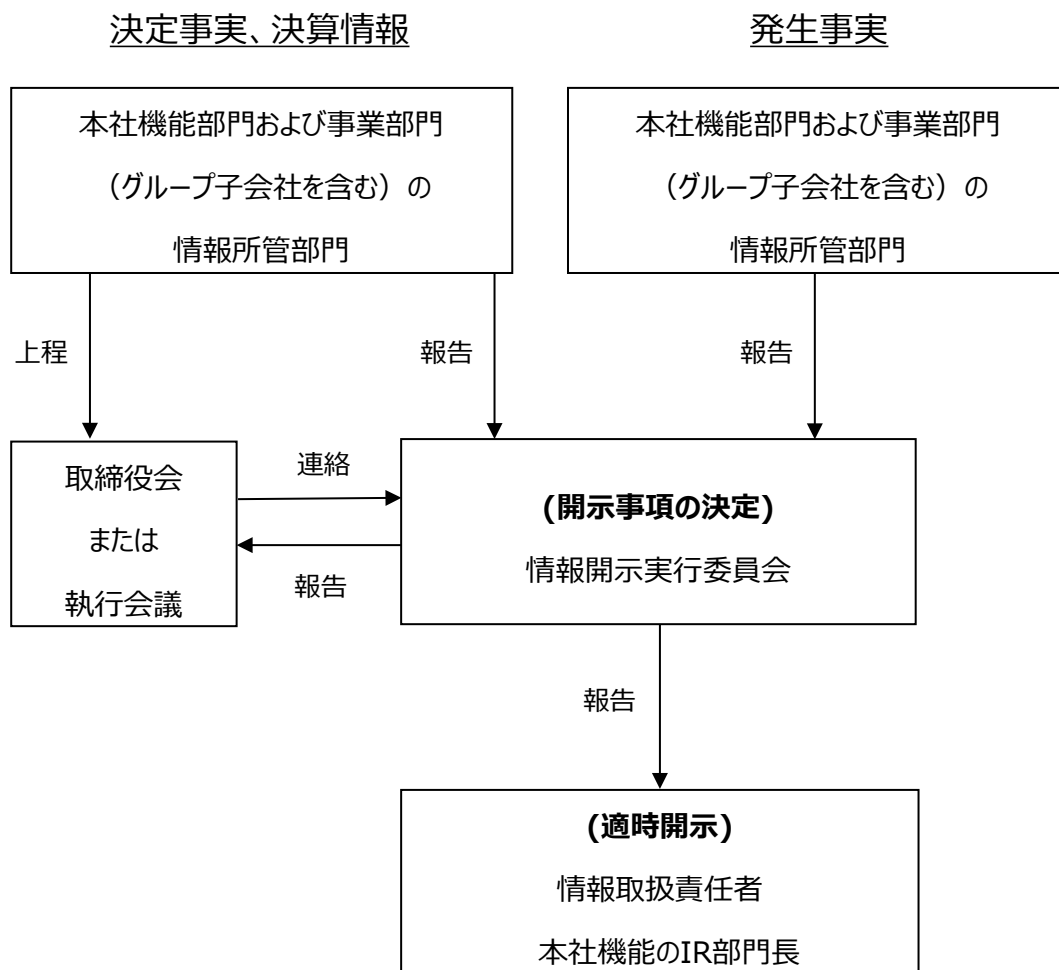 決定事実、決算情報
発生事実
本社機能部門および事業部門
（グループ子会社を含む）の
情報所管部門
本社機能部門および事業部門
（グループ子会社を含む）の
情報所管部門
上程
報告
報告
取締役会
または
執行会議
連絡
報告
(開示事項の決定)
情報開示実行委員会
報告
(適時開示)
情報取扱責任者
本社機能のIR部門長